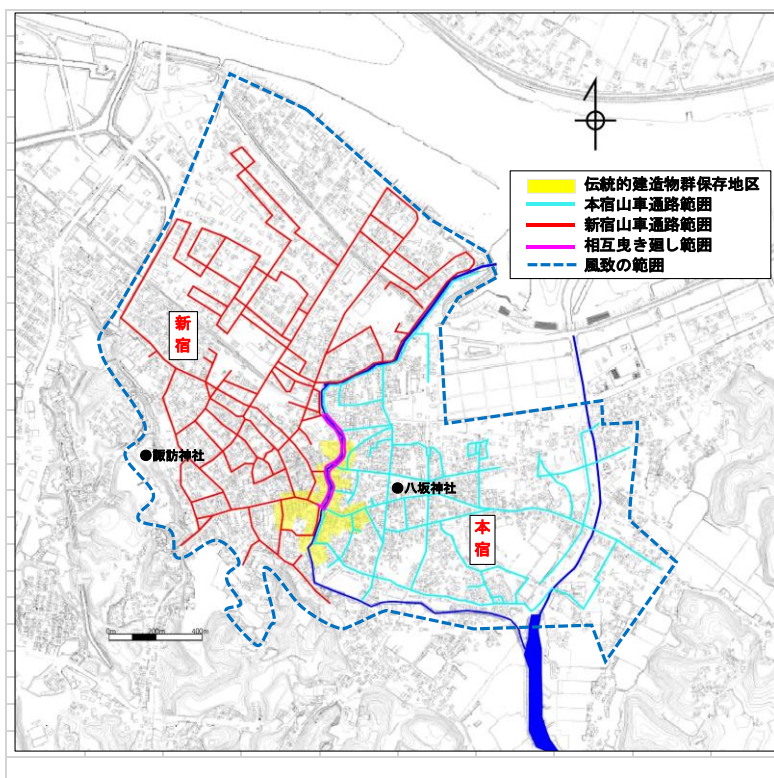 伝統的建造物群保存地区
本宿山車通路範囲
新宿山車通路範囲
相互曳き廻し範囲
風致の範囲
新宿
諏訪神社
八坂神社
本宿
0m 200m 400m